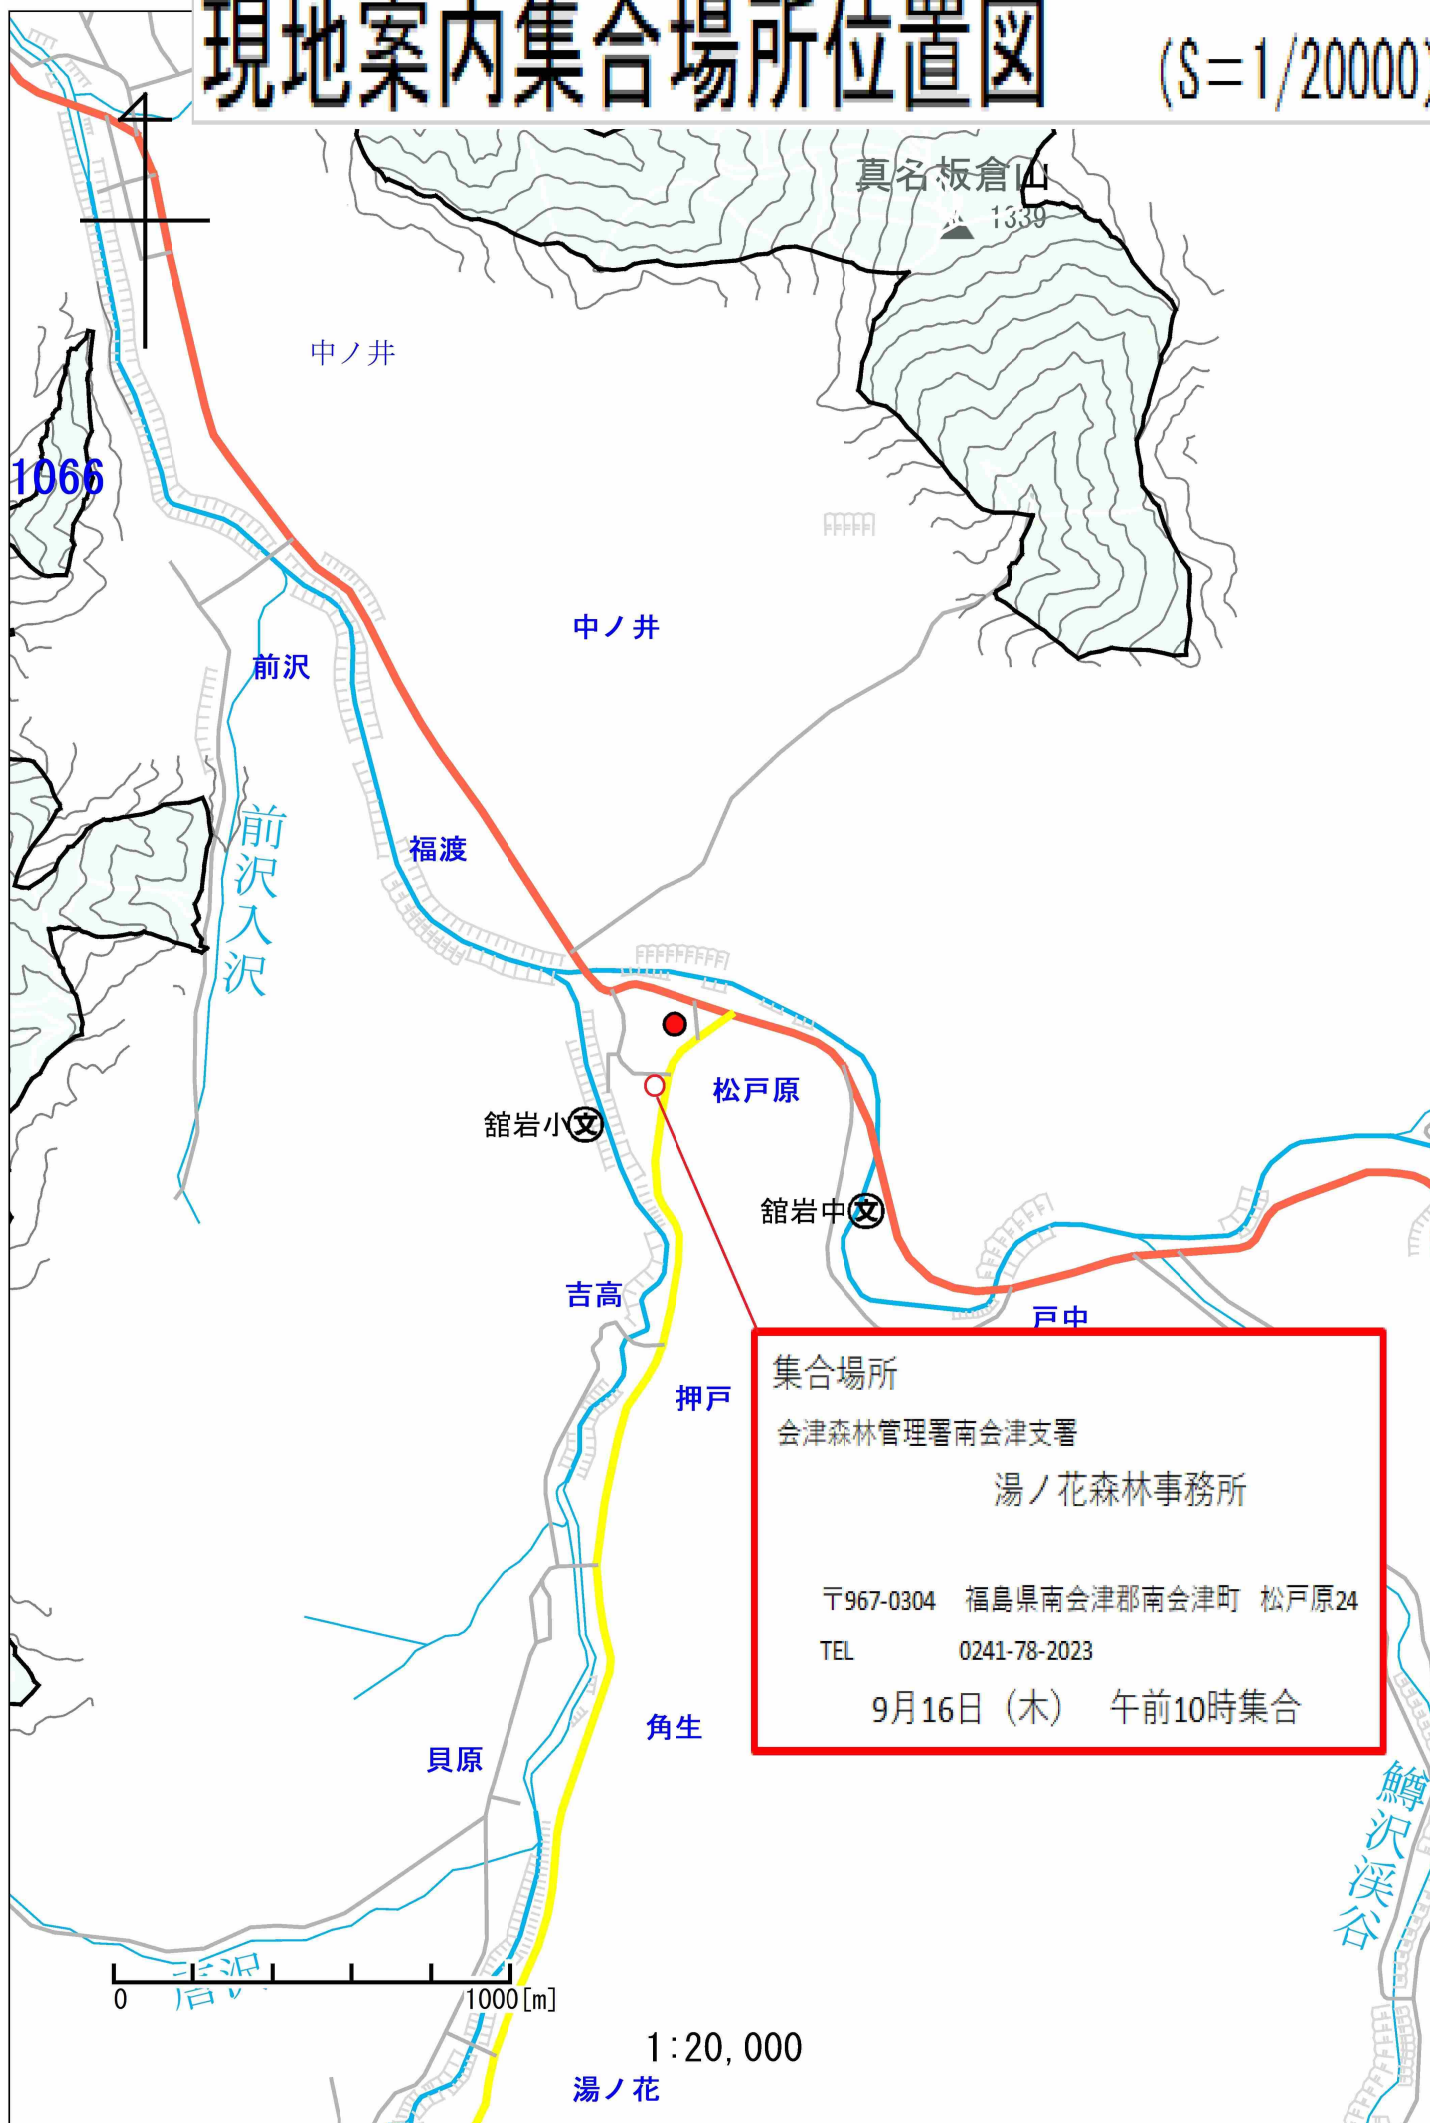 現地案内集合場所位置図 (S=1/20000)
真名板倉山
1339
中ノ井
1066
中ノ井
前沢
前沢入沢
福渡
松戸原
舘岩小
文
舘岩中
文
吉高
戸中
押戸
集合場所
会津森林管理署南会津支署
湯ノ花森林事務所
〒967-0304 福島県南会津郡南会津町 松戸原24
TEL 0241-78-2023
9月16日（木） 午前10時集合
角生
貝原
鱒沢渓谷
唐沢
0 1000[m]
1:20,000
湯ノ花